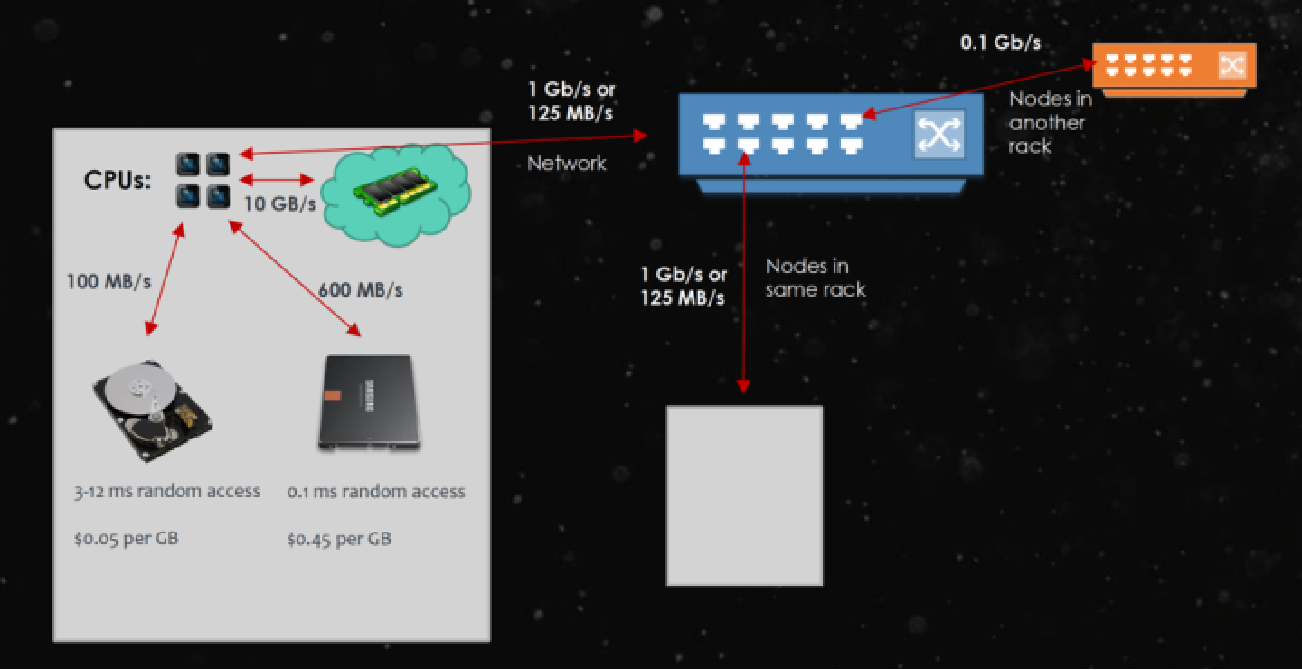 0.1 Gb/s
1 Gb/s or
125 MB/s
Nodes in
another
rack
Network
CPUs:
10 GB/s
100 MB/s
600 MB/s
1 Gb/s or
125 MB/s
Nodes in
same rack
SAMSUNG
3-12 ms random access
0.1 ms random access
$0.05 per GB
$0.45 per GB